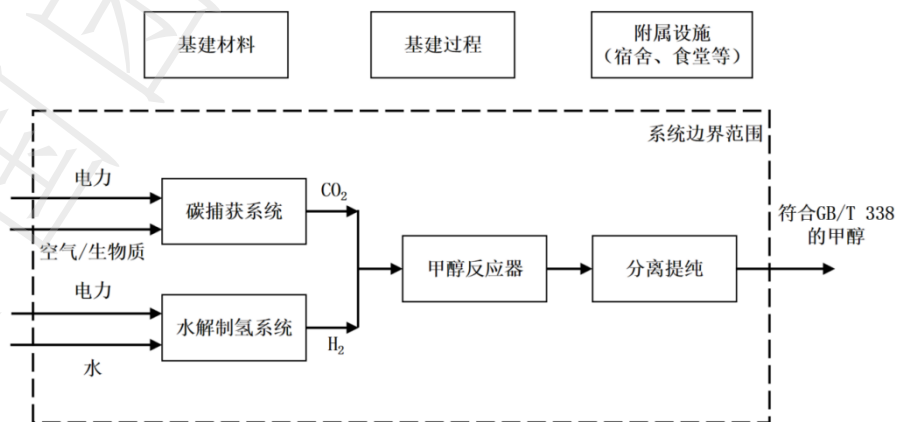 基建材料
基建过程
附属设施
（宿舍、食堂等）
系统边界范围
电力
碳捕获系统
CO₂
空气/生物质
符合GB/T 338
的甲醇
甲醇反应器
分离提纯
电力
水解制氢系统
H₂
水